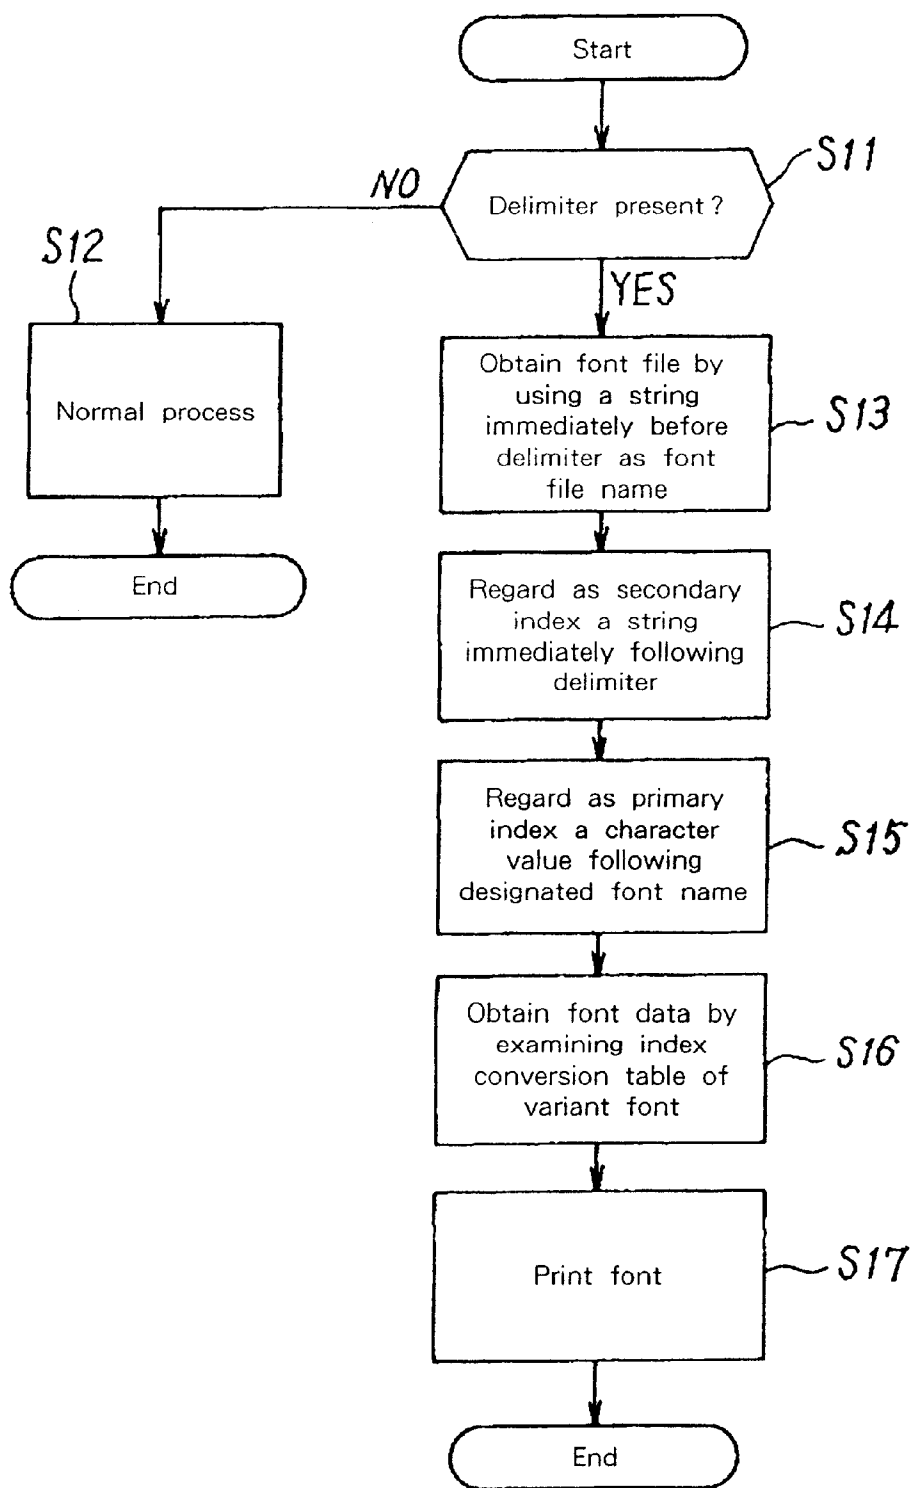 Start
S11
Delimiter present?
NO
YES
S12
Normal process
End
Obtain font file by
using a string
immediately before
delimiter as font
file name
S13
Regard as secondary
index a string
immediately following
delimiter
S14
Regard as primary
index a character
value following
designated font name
S15
Obtain font data by
examining index
conversion table of
variant font
S16
Print font
S17
End